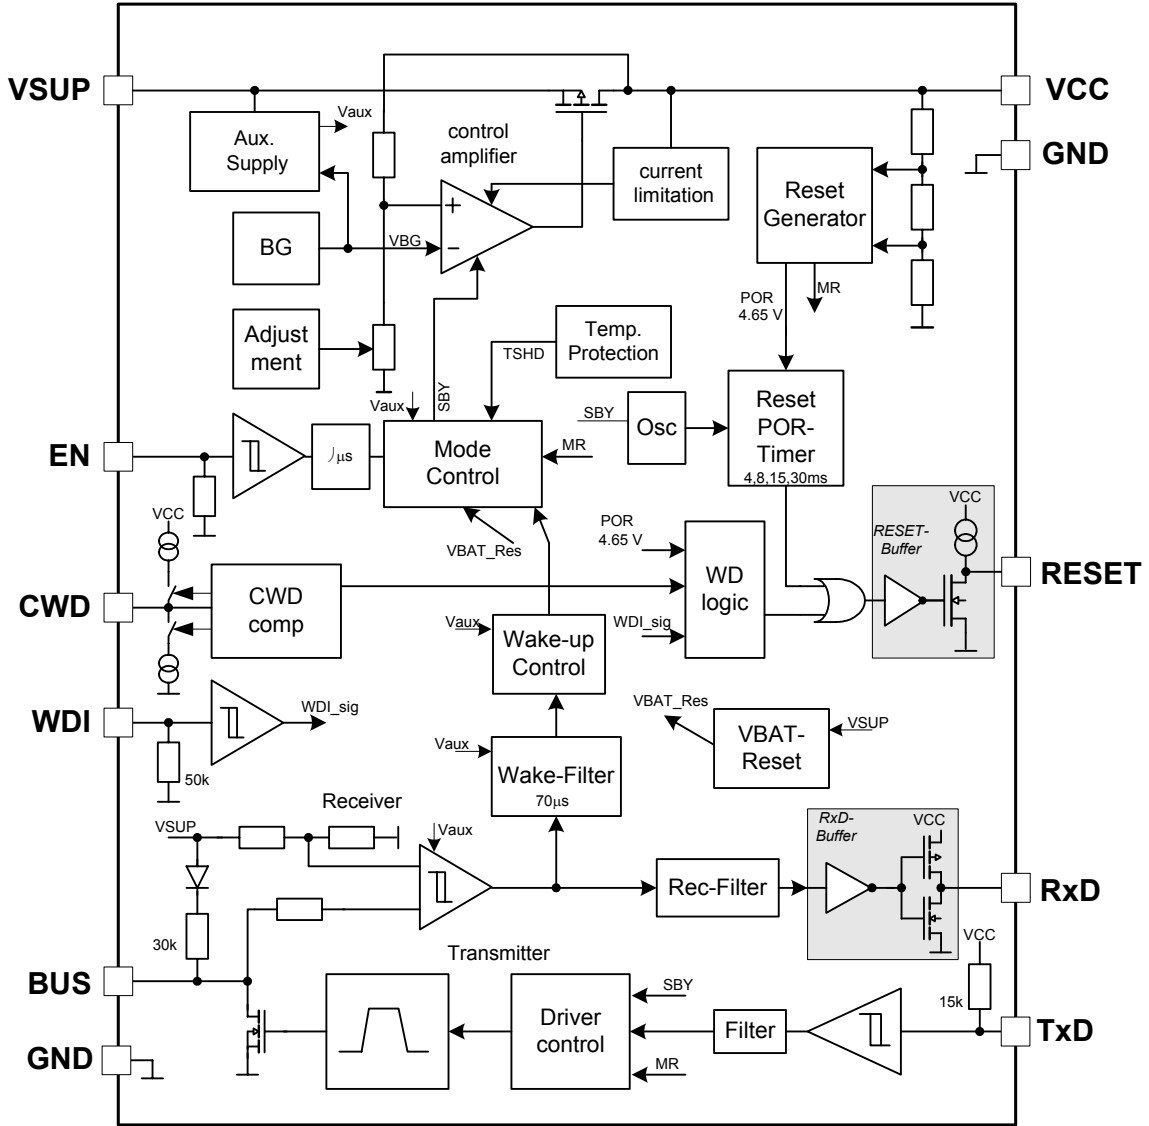 VSUP
VCC
GND
Aux.
Supply
Vaux
control
amplifier
current
limitation
Reset
Generator
BG
VBG
+
−
POR
4.65 V
MR
Adjust
ment
Temp.
Protection
TSHD
SBY
Vaux
SBY
Osc
Reset
POR-
Timer
4,8,15,30ms
EN
μs
Mode
Control
MR
VCC
VBAT_Res
POR
4.65 V
RESET-
Buffer
VCC
RESET
CWD
CWD
comp
WD
logic
WDI_sig
Vaux
Wake-up
Control
WDI
WDI_sig
50k
VBAT_Res
VBAT-
Reset
VSUP
Vaux
Wake-Filter
70μs
Receiver
VSUP
Vaux
RxD-
Buffer
VCC
Rec-Filter
RxD
30k
BUS
Transmitter
VCC
15k
SBY
Driver
control
Filter
TxD
MR
GND